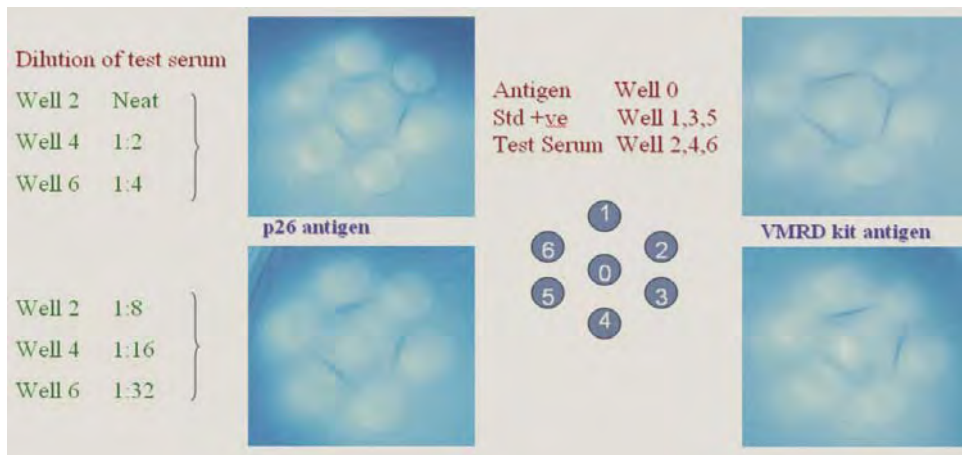 Dilution of test serum
Well 2 Neat
Well 4 1:2
Well 6 1:4
p26 antigen
Antigen Well 0
Std +ve Well 1,3,5
Test Serum Well 2,4,6
1
6
2
0
5
3
4
VMRD kit antigen
Well 2 1:8
Well 4 1:16
Well 6 1:32